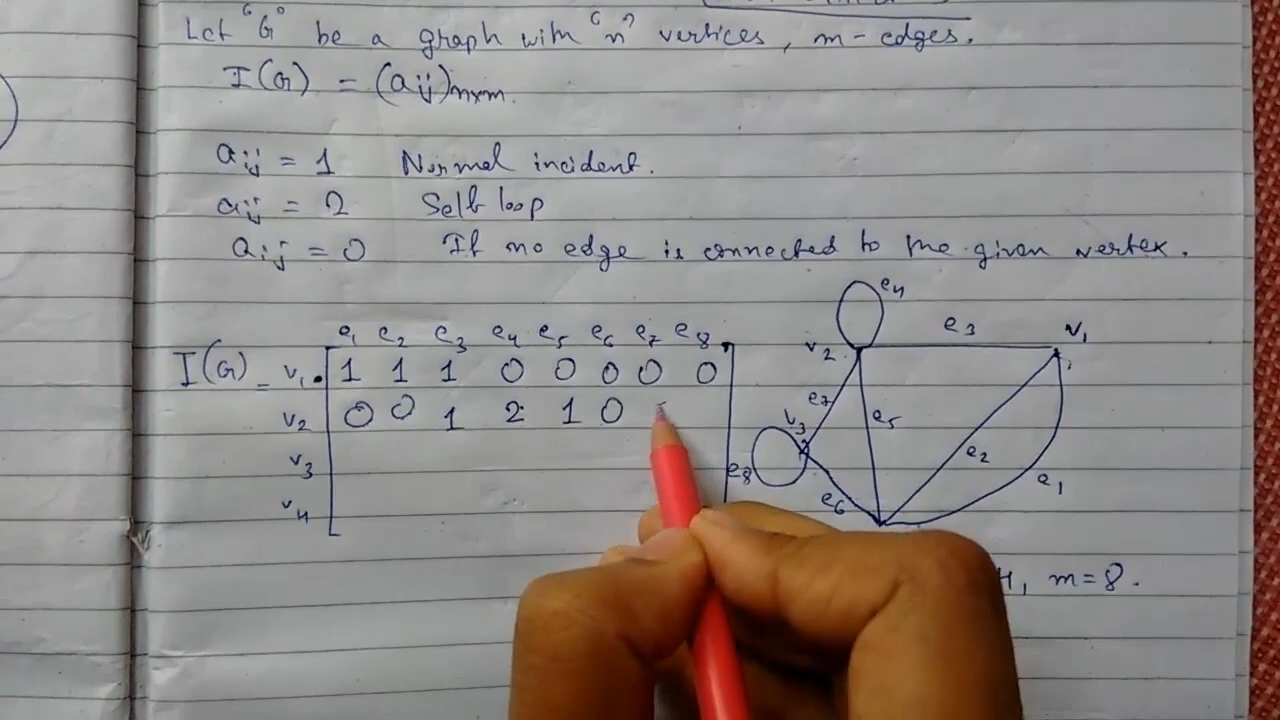 Let "G" be a graph with "n" vertices, m-edges.
I(G) = (aij)n×m.
aij = 1 Normal incident.
aij = 2 Self loop
aij = 0 If no edge is connected to the given vertex.
e1 e2 e3 e4 e5 e6 e7 e8
I(G) = v1 1 1 1 0 0 0 0 0
v2 0 0 1 2 1 0
v3
v4
e4
v2 e3 v1
e7 e5
v3 e2
e8 e6 e1
4, m=8.